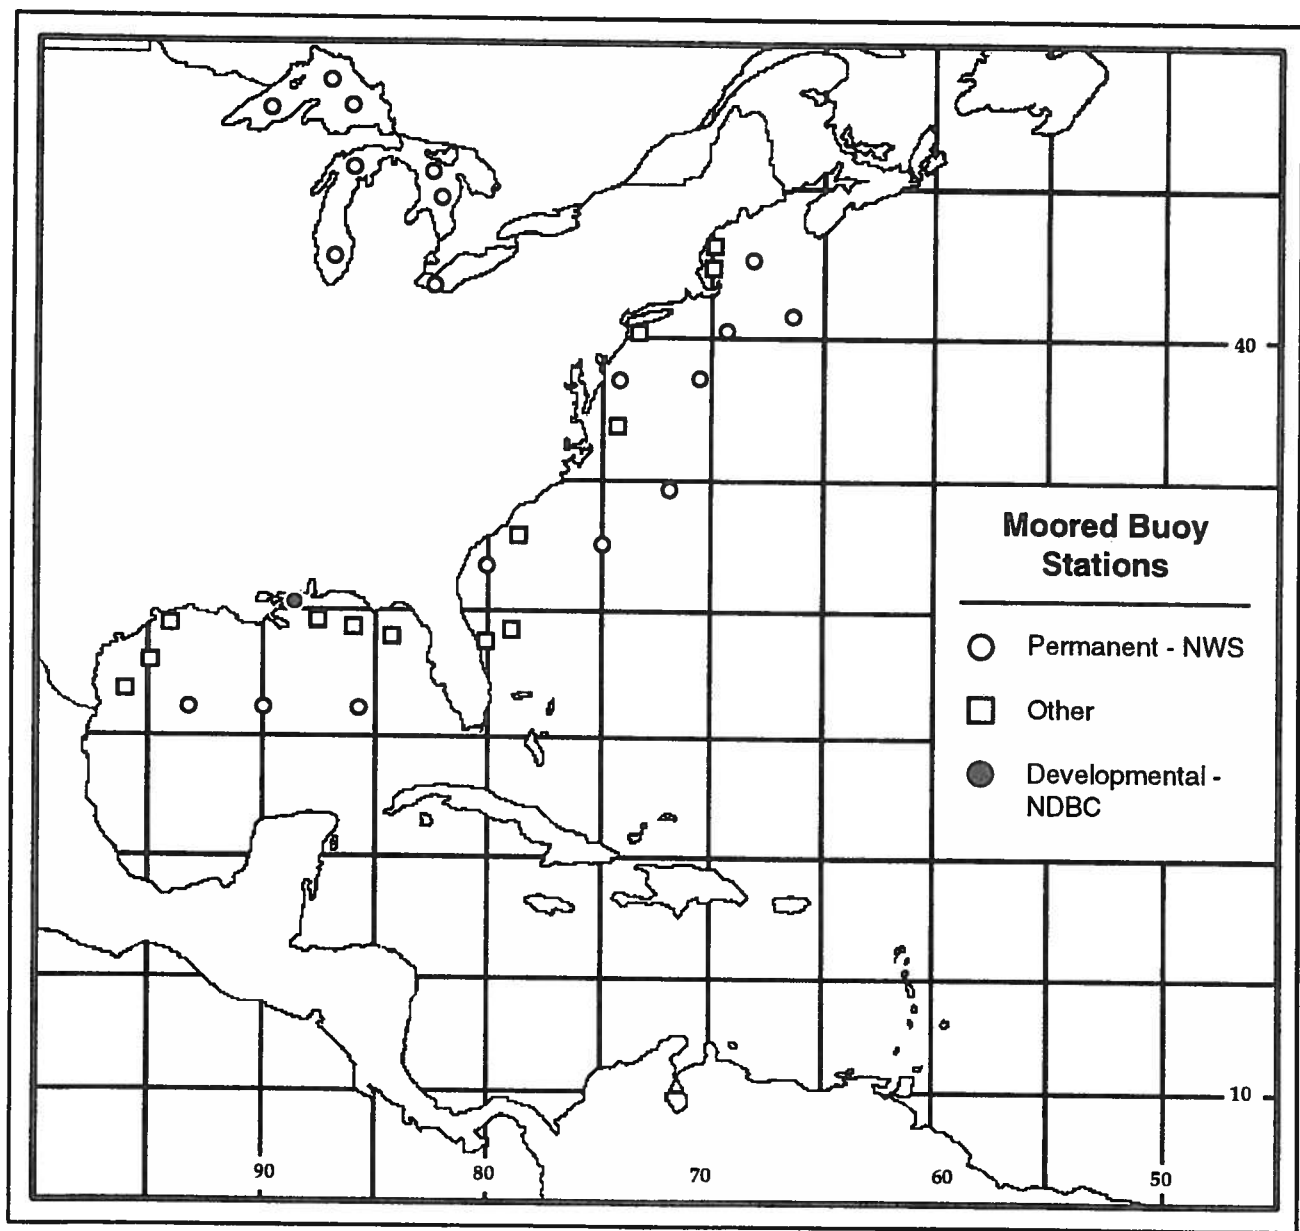 40
Moored Buoy
Stations
Permanent - NWS
Other
Developmental -
NDBC
10
90
80
70
60
50